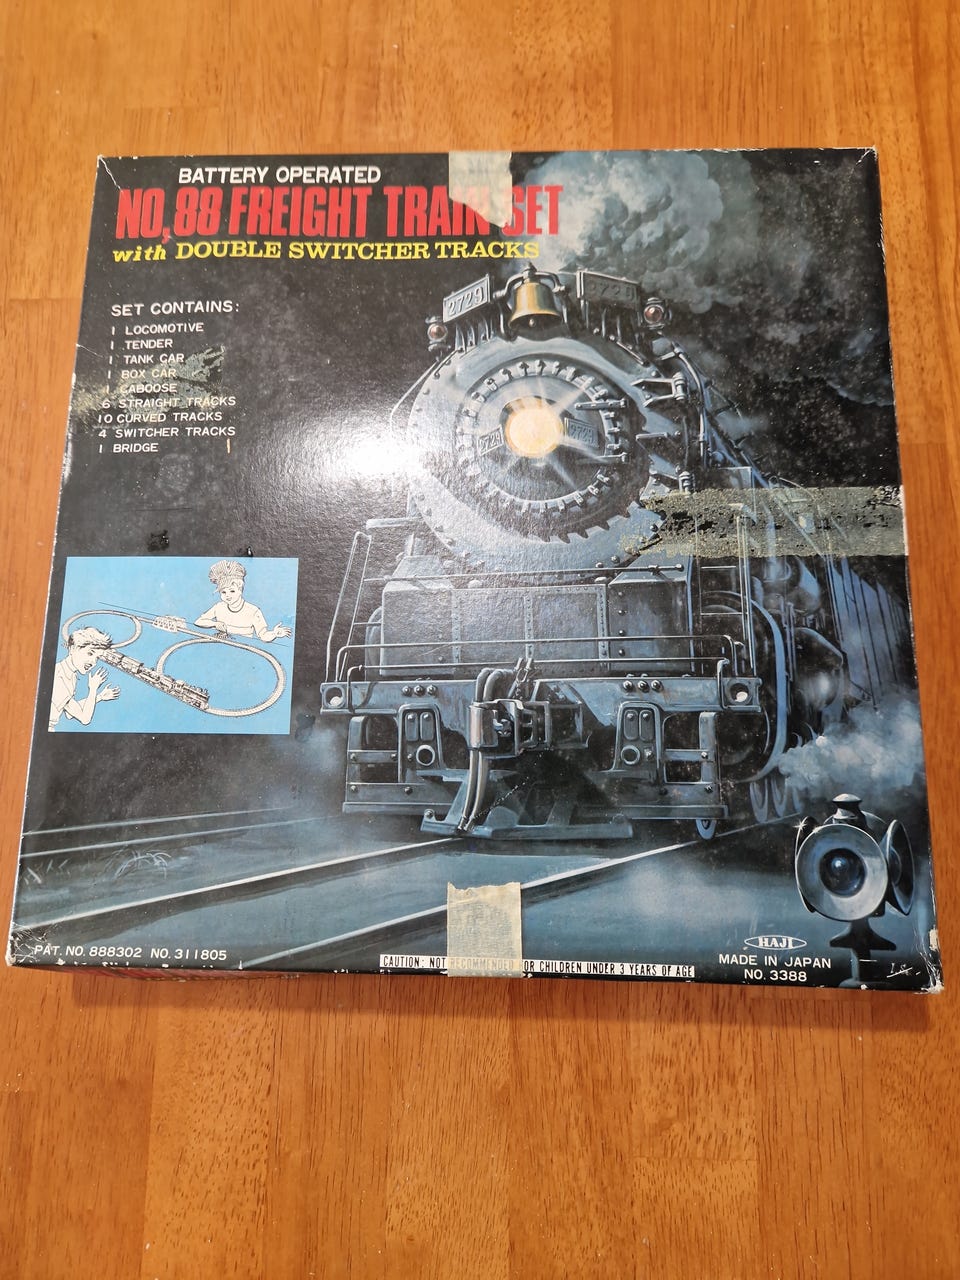 BATTERY OPERATED
NO. 88 FREIGHT TRAIN SET
with DOUBLE SWITCHER TRACKS
SET CONTAINS:
1 LOCOMOTIVE
1 TENDER
1 TANK CAR
1 BOX CAR
1 CABOOSE
6 STRAIGHT TRACKS
10 CURVED TRACKS
4 SWITCHER TRACKS
1 BRIDGE
2729
2729
2729
2729
PAT. NO. 888302 NO. 311805
CAUTION: NOT RECOMMENDED FOR CHILDREN UNDER 3 YEARS OF AGE
HAJI
MADE IN JAPAN
NO. 3388